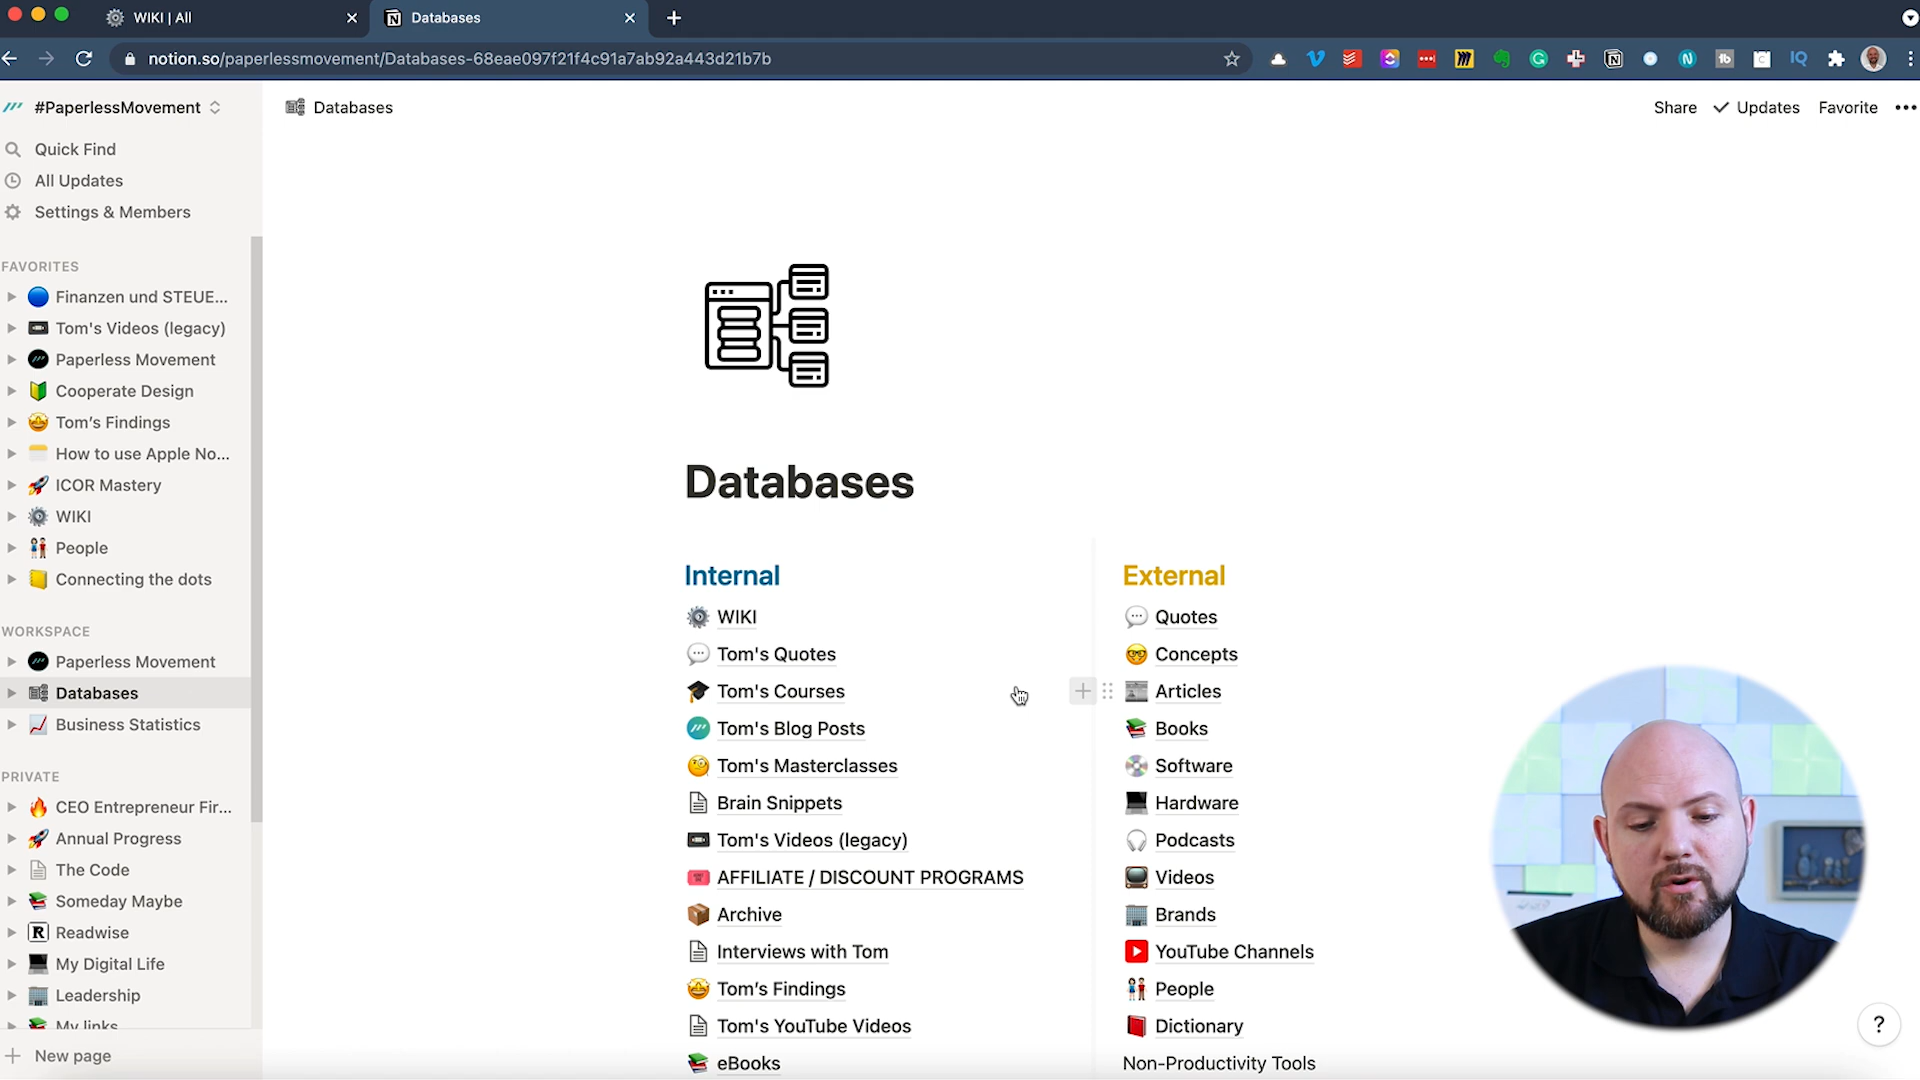 WIKI | All
Databases
notion.so/paperlessmovement/Databases-68eae097f21f4c91a7ab92a443d21b7b
#PaperlessMovement
Databases
Share
Updates
Favorite
Quick Find
All Updates
Settings & Members
FAVORITES
Finanzen und STEUE...
Tom's Videos (legacy)
Paperless Movement
Cooperate Design
Tom's Findings
How to use Apple No...
ICOR Mastery
WIKI
People
Connecting the dots
WORKSPACE
Paperless Movement
Databases
Business Statistics
PRIVATE
CEO Entrepreneur Fir...
Annual Progress
The Code
Someday Maybe
Readwise
My Digital Life
Leadership
My links
New page
Databases
Internal
WIKI
Tom's Quotes
Tom's Courses
Tom's Blog Posts
Tom's Masterclasses
Brain Snippets
Tom's Videos (legacy)
AFFILIATE / DISCOUNT PROGRAMS
Archive
Interviews with Tom
Tom's Findings
Tom's YouTube Videos
eBooks
External
Quotes
Concepts
Articles
Books
Software
Hardware
Podcasts
Videos
Brands
YouTube Channels
People
Dictionary
Non-Productivity Tools
?